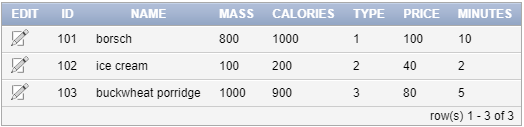 EDIT ID NAME MASS CALORIES TYPE PRICE MINUTES
101 borsch 800 1000 1 100 10
102 ice cream 100 200 2 40 2
103 buckwheat porridge 1000 900 3 80 5
row(s) 1 - 3 of 3